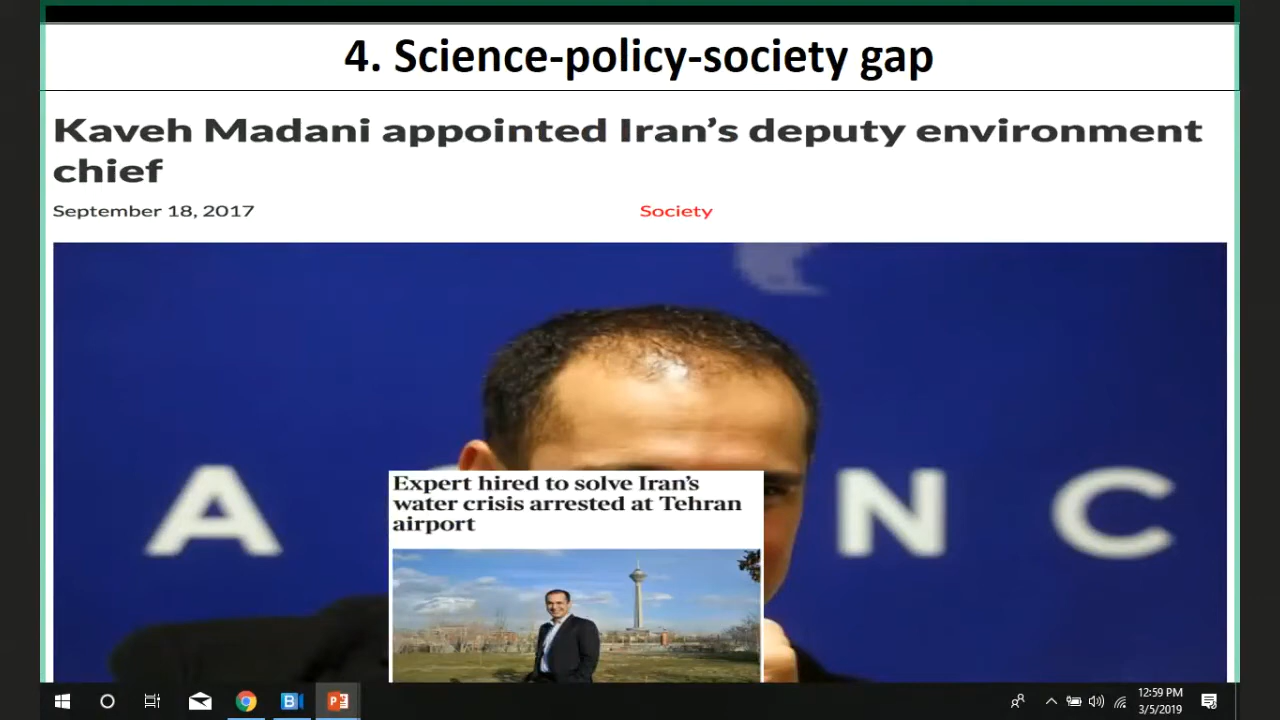 4. Science-policy-society gap
Kaveh Madani appointed Iran's deputy environment
chief
September 18, 2017
Society
A N C
Expert hired to solve Iran's
water crisis arrested at Tehran
airport
12:59 PM
3/5/2019